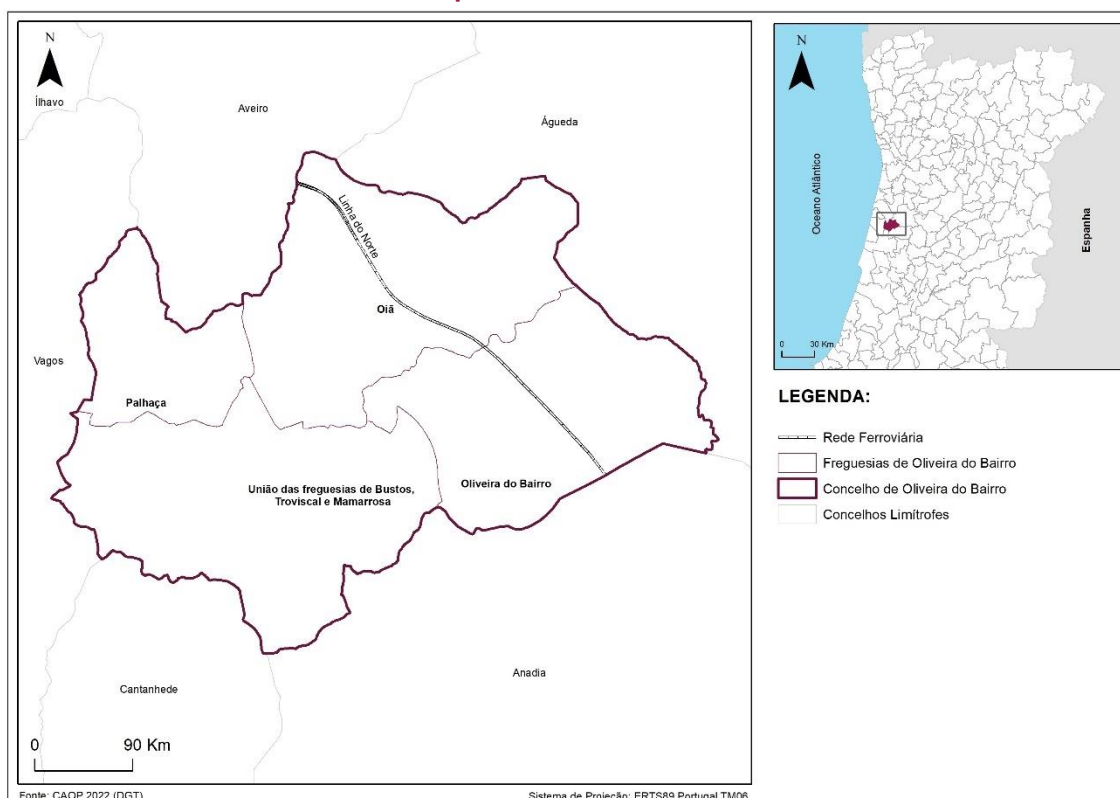 N
Ílhavo
Aveiro
Águeda
Linha do Norte
Oiã
Vagos
Palhaça
União das freguesias de Bustos,
Troviscal e Mamarrosa
Oliveira do Bairro
Anadia
Cantanhede
0 90 Km
Fonte: CAOP 2022 (DGT)
Sistema de Projeção: ERTS89 Portugal TM06
N
Oceano Atlântico
Espanha
0 30 Km
LEGENDA:
Rede Ferroviária
Freguesias de Oliveira do Bairro
Concelho de Oliveira do Bairro
Concelhos Limítrofes